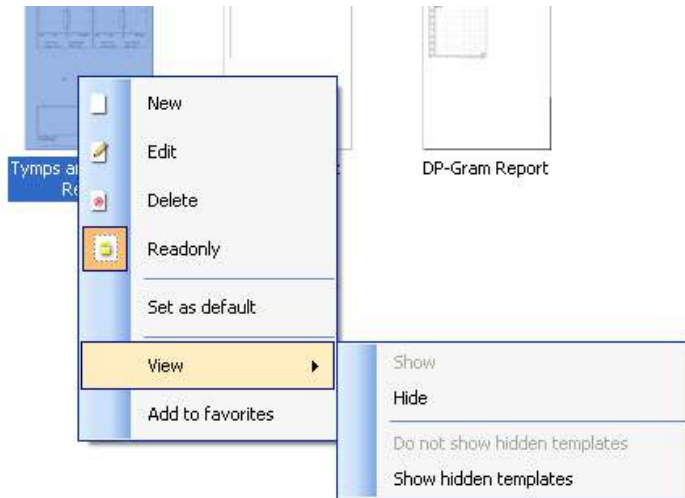 New
Edit
Tymps a
Re
DP-Gram Report
Delete
Readonly
Set as default
View
Show
Hide
Add to favorites
Do not show hidden templates
Show hidden templates